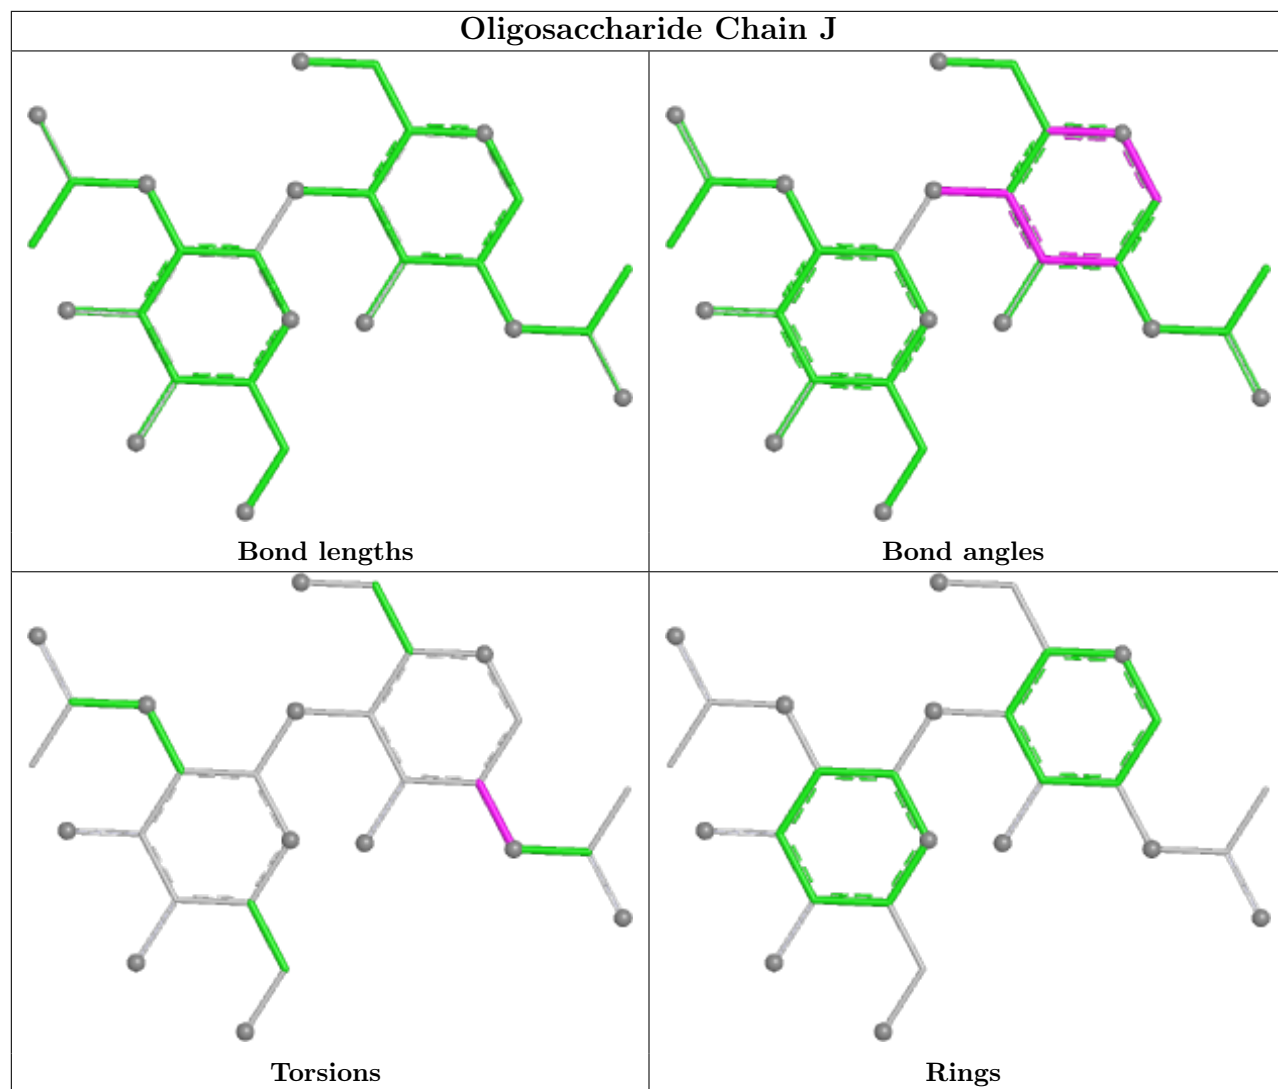 Oligosaccharide Chain J
Bond lengths
Bond angles
Torsions
Rings